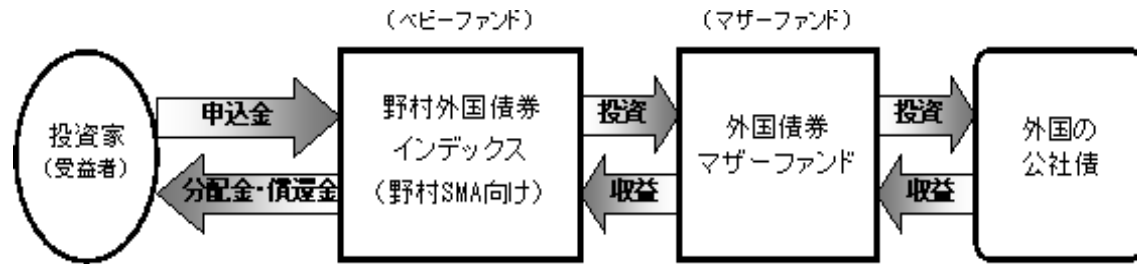 （ベビーファンド）
（マザーファンド）
投資家
（受益者）
申込金
分配金・償還金
野村外国債券
インデックス
（野村SMA向け）
投資
収益
外国債券
マザーファンド
投資
収益
外国の
公社債